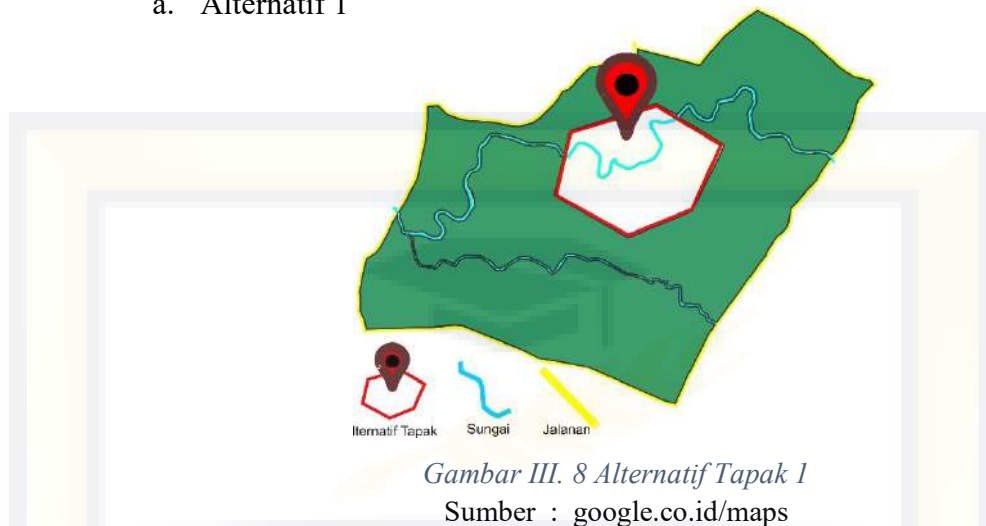 a. Alternatif 1
lternatif Tapak Sungai Jalanan
Gambar III. 8 Alternatif Tapak 1
Sumber : google.co.id/maps